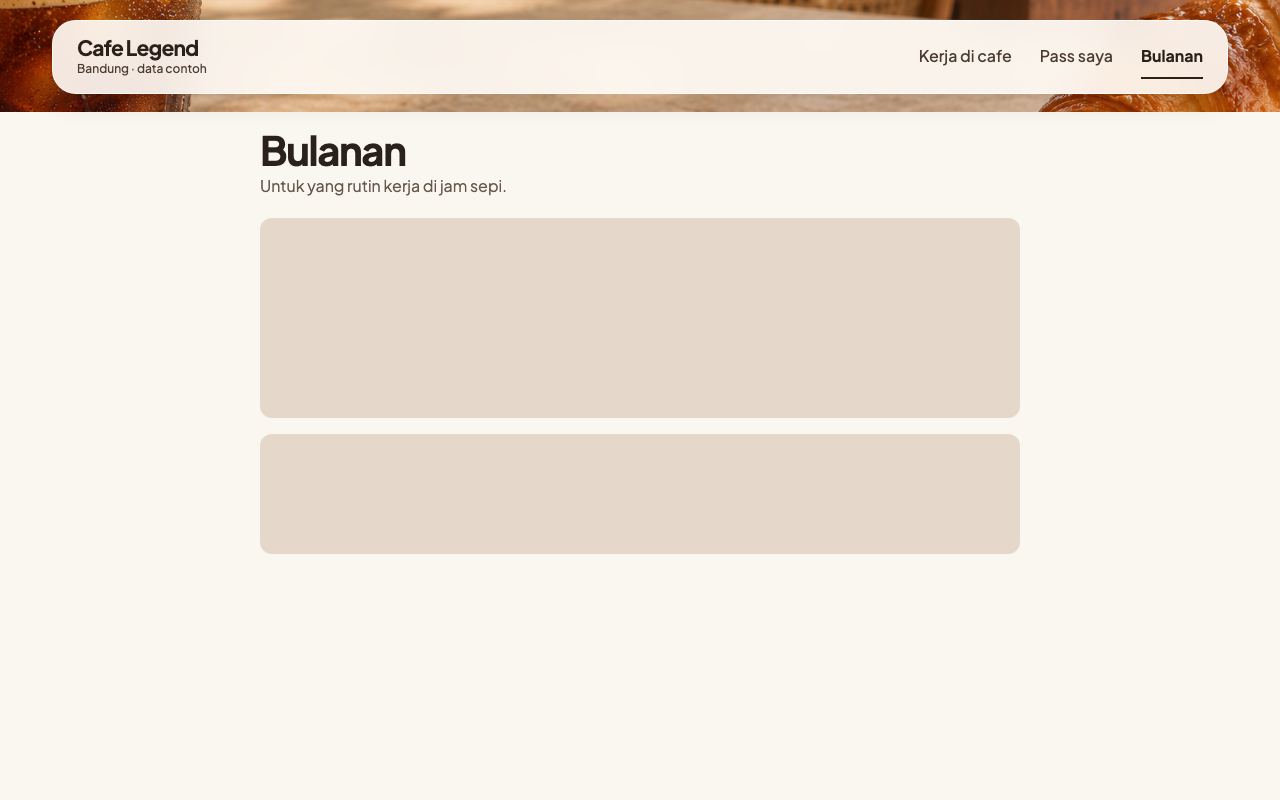 Cafe Legend
Bandung · data contoh
Kerja di cafe
Pass saya
Bulanan
Bulanan
Untuk yang rutin kerja di jam sepi.